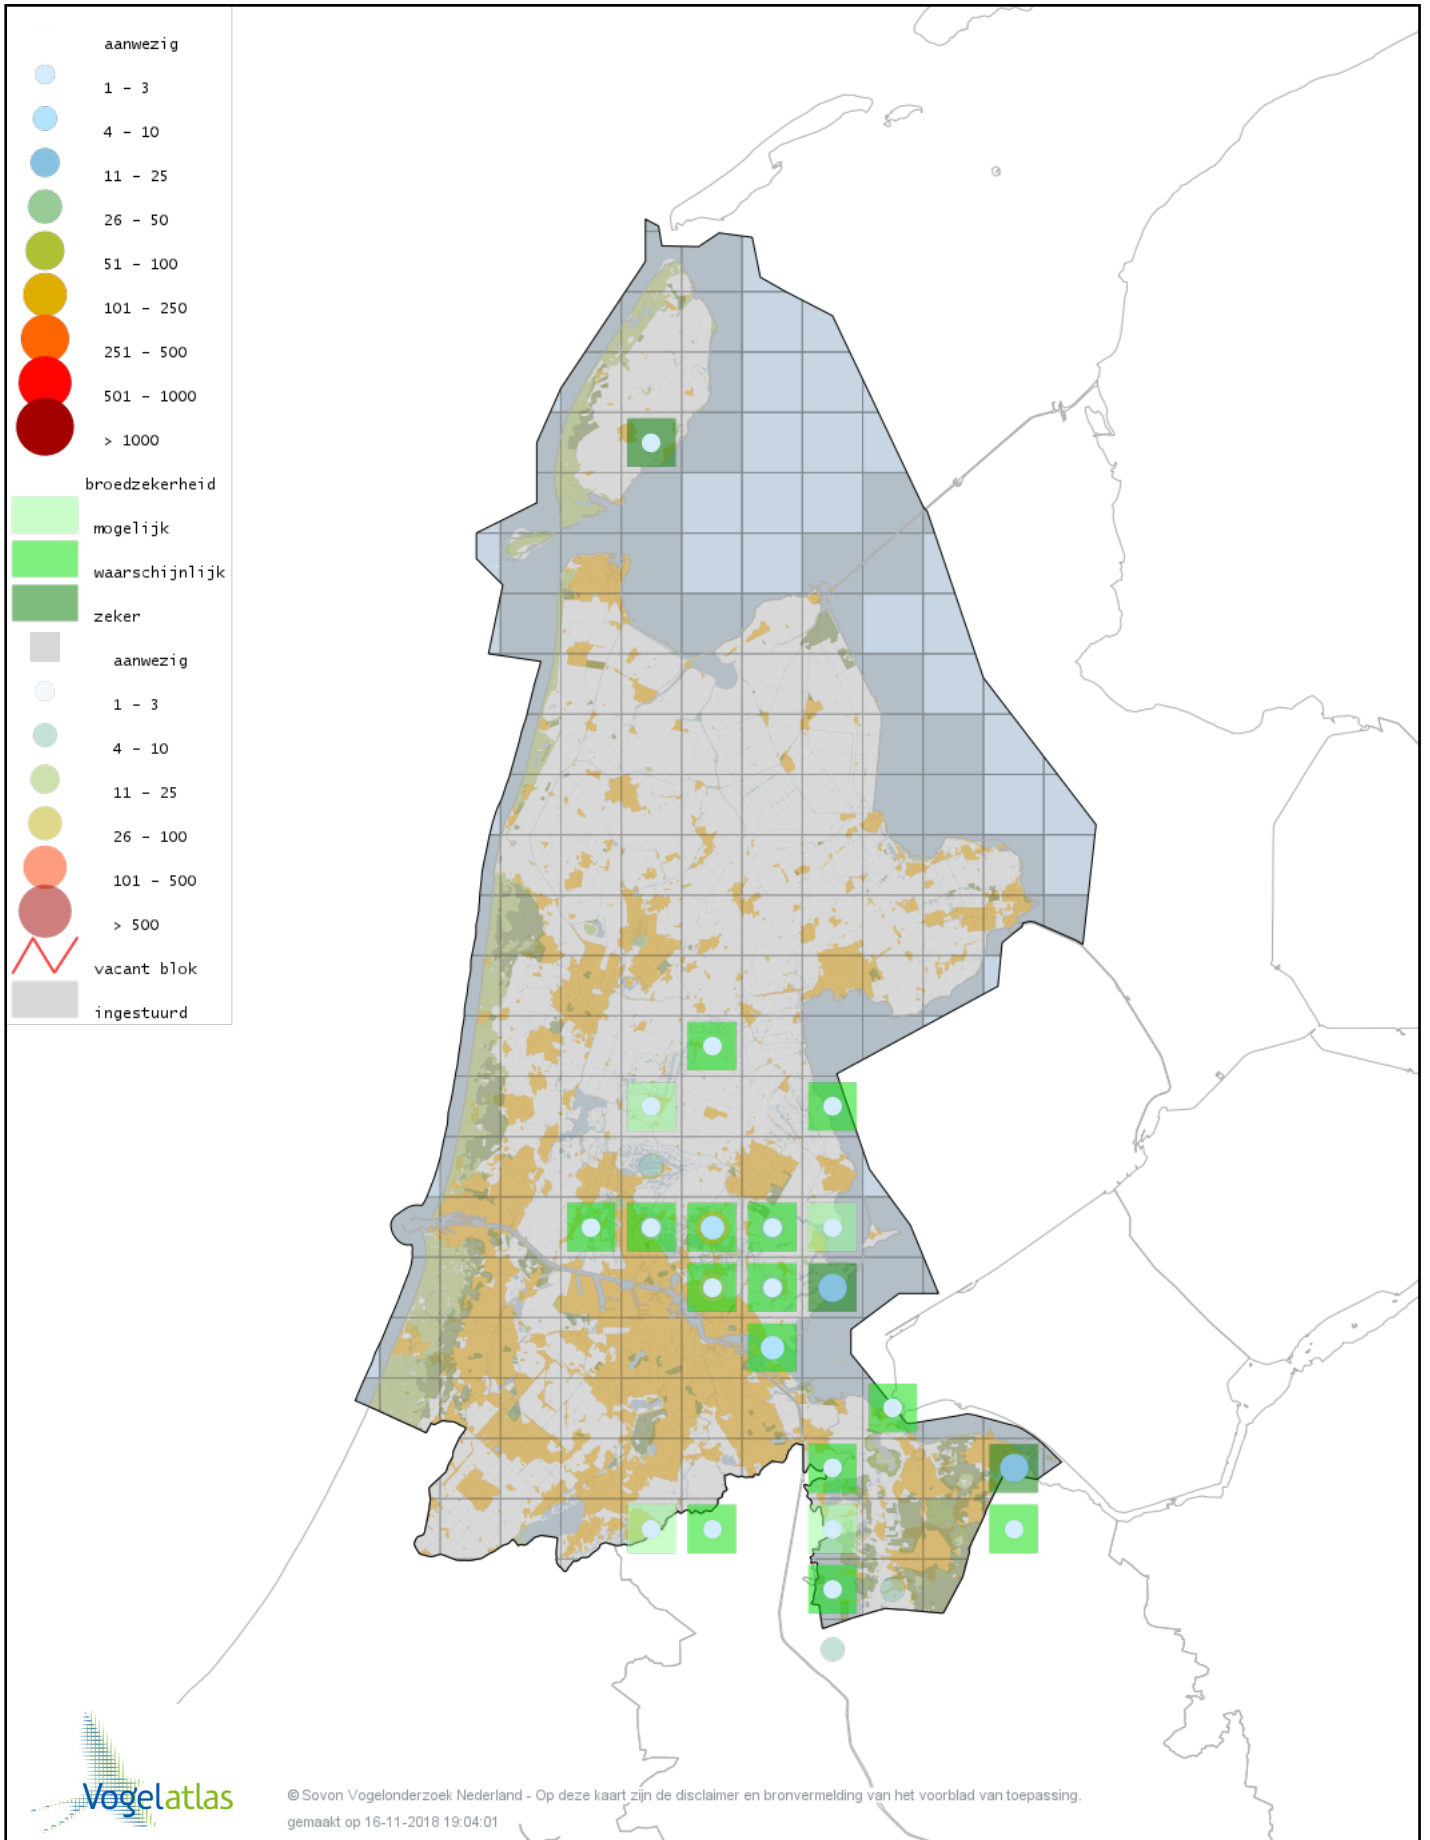 aanwezig
1 - 3
4 - 10
11 - 25
26 - 50
51 - 100
101 - 250
251 - 500
501 - 1000
> 1000
broedzekerheid
mogelijk
waarschijnlijk
zeker
aanwezig
1 - 3
4 - 10
11 - 25
26 - 100
101 - 500
> 500
vacant blok
ingestuurd
Vogelatlas
© Sovon Vogelonderzoek Nederland - Op deze kaart zijn de disclaimer en bronvermelding van het voorblad van toepassing.
gemaakt op 16-11-2018 19:04:01